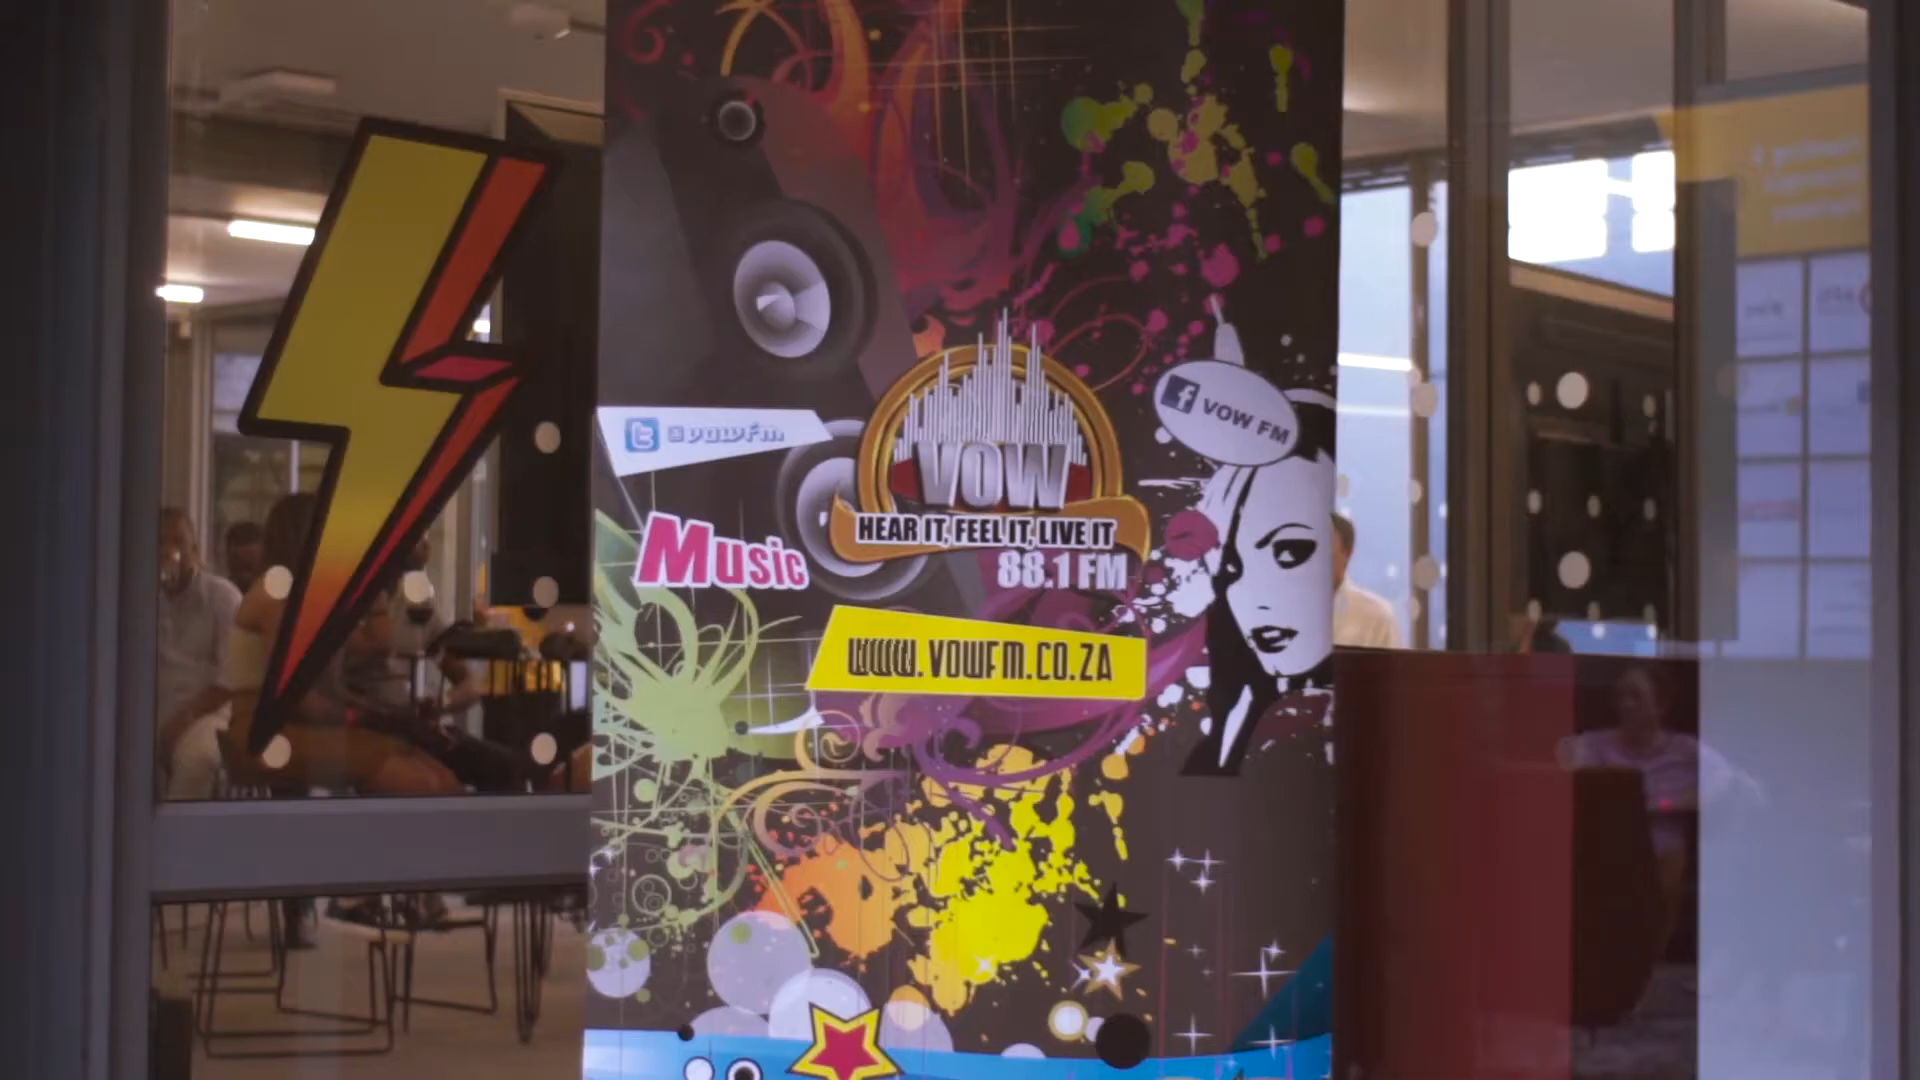 @vowfm
f VOW FM
VOW
HEAR IT, FEEL IT, LIVE IT
88.1 FM
Music
WWW.VOWFM.CO.ZA